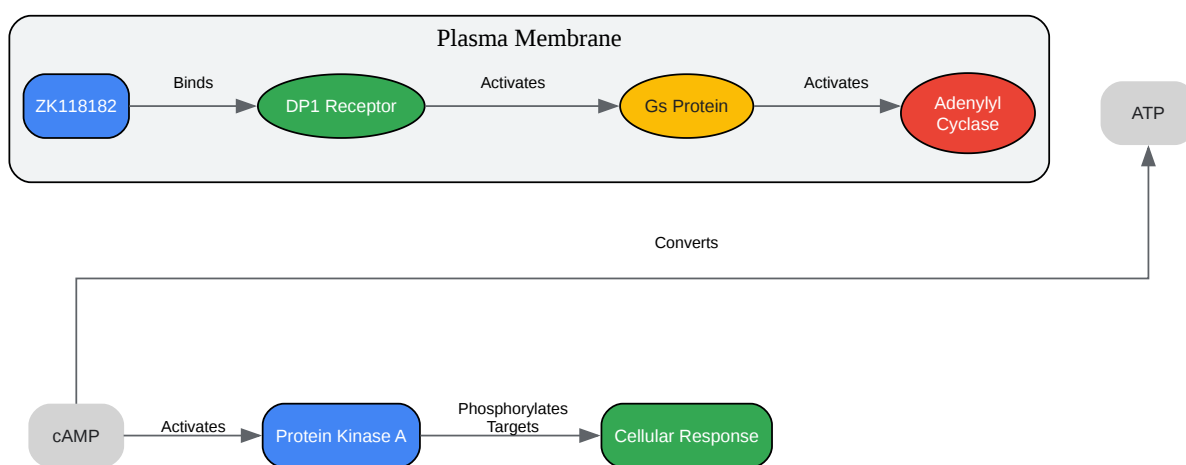 Plasma Membrane
ZK118182
Binds
DP1 Receptor
Activates
Gs Protein
Activates
Adenylyl
Cyclase
ATP
Converts
cAMP
Activates
Protein Kinase A
Phosphorylates
Targets
Cellular Response